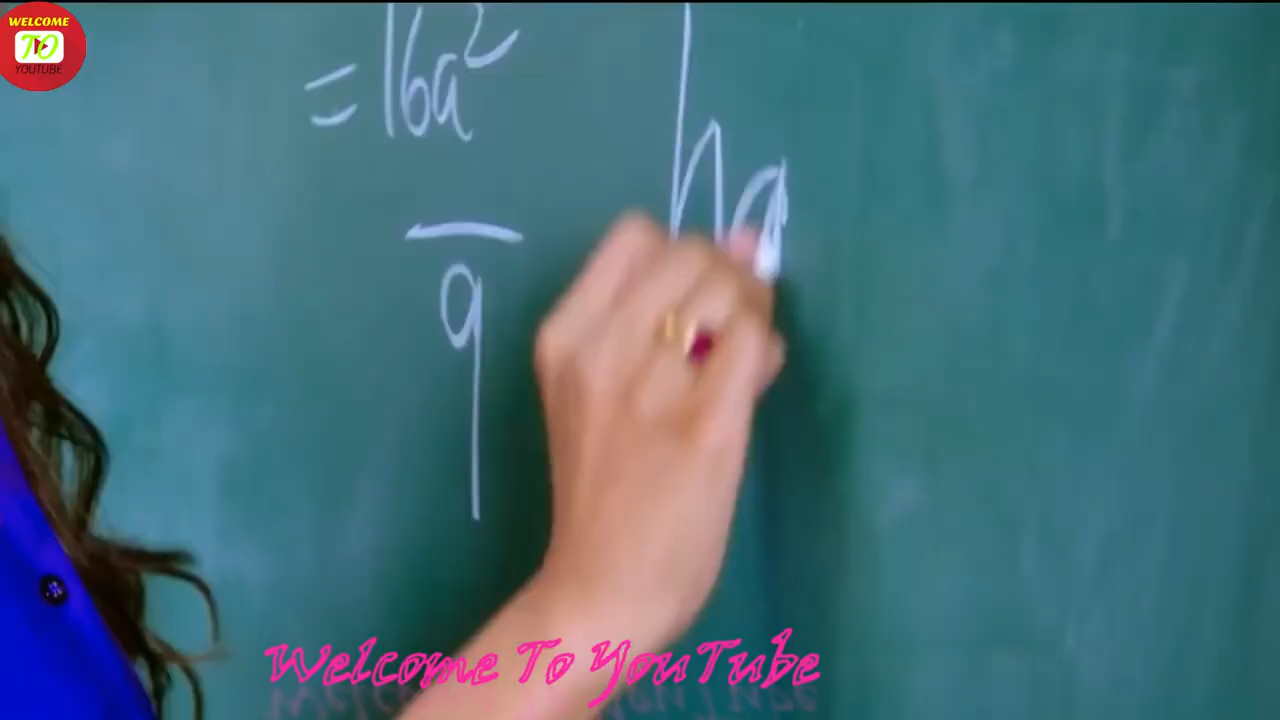 WELCOME
TO
YOUTUBE
= 16a²
9
ha
Welcome To YouTube